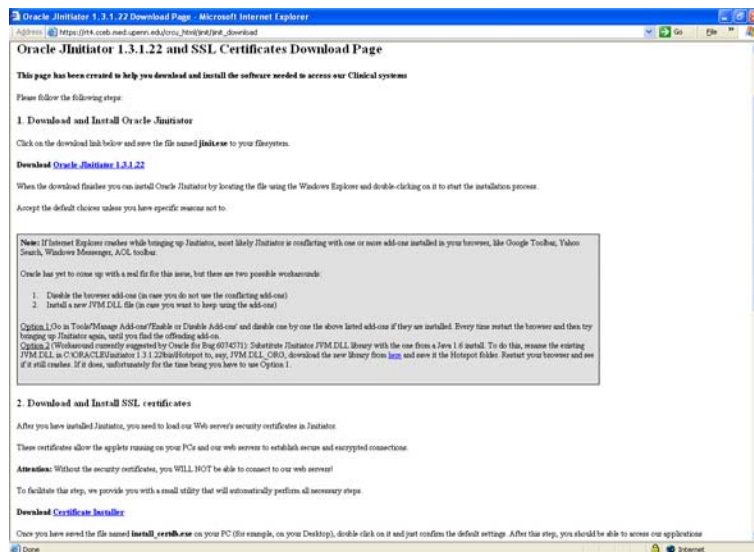 Oracle JInitiator 1.3.1.22 Download Page - Microsoft Internet Explorer
Address https://rt4.cceb.med.upenn.edu/crcu_html/jinit/jinit_download Go File
Oracle JInitiator 1.3.1.22 and SSL Certificates Download Page
This page has been created to help you download and install the software needed to access our Clinical systems
Please follow the following steps:
1. Download and Install Oracle Jinitiator
Click on the download link below and save the file named jinit.exe to your filesystem.
Download Oracle JInitiator 1.3.1.22
When the download finishes you can install Oracle JInitiator by locating the file using the Windows Explorer and double-clicking on it to start the installation process.
Accept the default choices unless you have specific reasons not to.
Note: If Internet Explorer crashes while bringing up Jinitiator, most likely JInitiator is conflicting with one or more add-ons installed in your browser, like Google Toolbar, Yahoo
Search, Windows Messenger, AOL toolbar.
Oracle has yet to come up with a real fix for this issue, but there are two possible workarounds:
1. Disable the browser add-ons (in case you do not use the conflicting add-ons)
2. Install a new JVM.DLL file (in case you want to keep using the add-ons)
Option 1 Go in Tools/'Manage Add-ons'/'Enable or Disable Add-ons' and disable one by one the above listed add-ons if they are installed. Every time restart the browser and then try
bringing up JInitiator again, until you find the offending add-on.
Option 2 (Workaround currently suggested by Oracle for Bug 6074571): Substitute JInitiator JVM.DLL library with the one from a Java 1.6 install. To do this, rename the existing
JVM.DLL in C:\ORACLE\Jinitiator 1.3.1.22\bin\Hotspot to, say, JVM.DLL_ORG, download the new library from here and save it the Hotspot folder. Restart your browser and see
if it still crashes. If it does, unfortunately for the time being you have to use Option 1.
2. Download and Install SSL certificates
After you have installed Jinitiator, you need to load our Web server's security certificates in Jinitiator.
These certificates allow the applets running on your PCs and our web servers to establish secure and encrypted connections.
Attention: Without the security certificates, you WILL NOT be able to connect to our web servers!
To facilitate this step, we provide you with a small utility that will automatically perform all necessary steps.
Download Certificate Installer
Once you have saved the file named install_certdb.exe on your PC (for example, on your Desktop), double click on it and just confirm the default settings. After this step, you should be able to access our applications
Done Internet